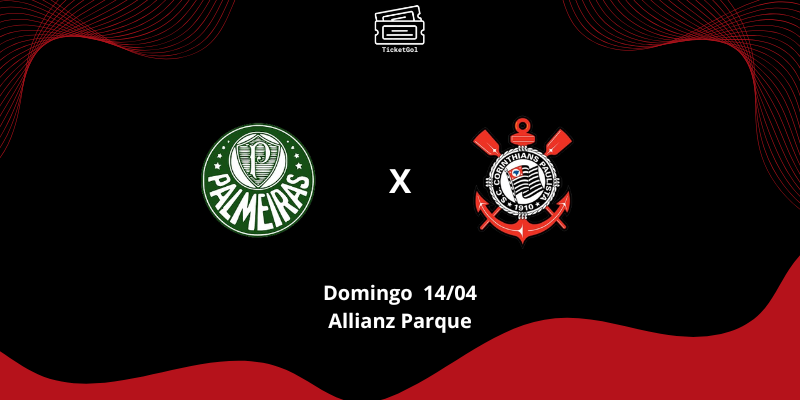 TicketGol
P
PALMEIRAS
X
S. C. CORINTHIANS PAULISTA
1910
Domingo 14/04
Allianz Parque